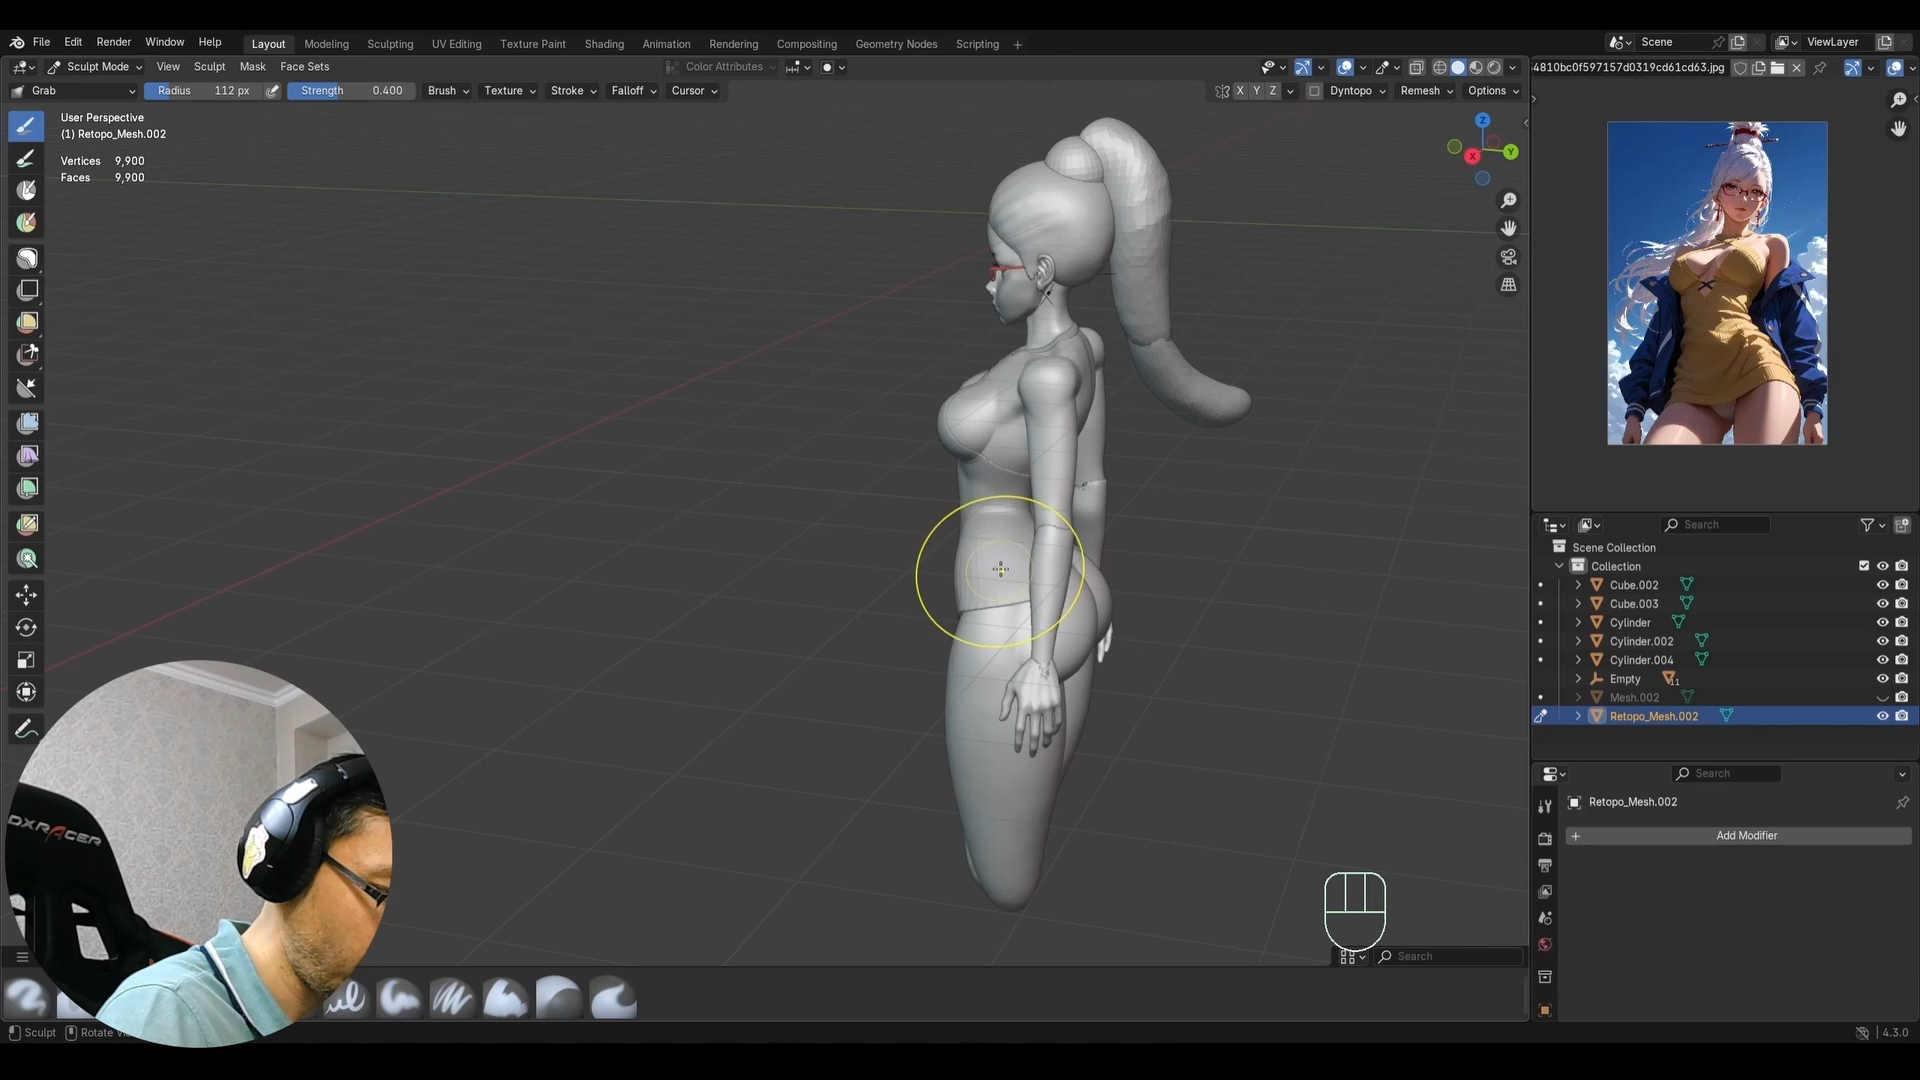 File Edit Render Window Help Layout Modeling Sculpting UV Editing Texture Paint Shading Animation Rendering Compositing Geometry Nodes Scripting + Scene ViewLayer
Sculpt Mode View Sculpt Mask Face Sets Color Attributes 4810bc0f597157d0319cd61cd63.jpg
Grab Radius 112 px Strength 0.400 Brush Texture Stroke Falloff Cursor X Y Z Dyntopo Remesh Options
User Perspective
(1) Retopo_Mesh.002
Vertices 9,900
Faces 9,900
Z
Y
X
Search
Scene Collection
Collection
Cube.002
Cube.003
Cylinder
Cylinder.002
Cylinder.004
Empty 11
Mesh.002
Retopo_Mesh.002
Search
Retopo_Mesh.002
+ Add Modifier
DXRACER
Search
Sculpt Rotate 4.3.0